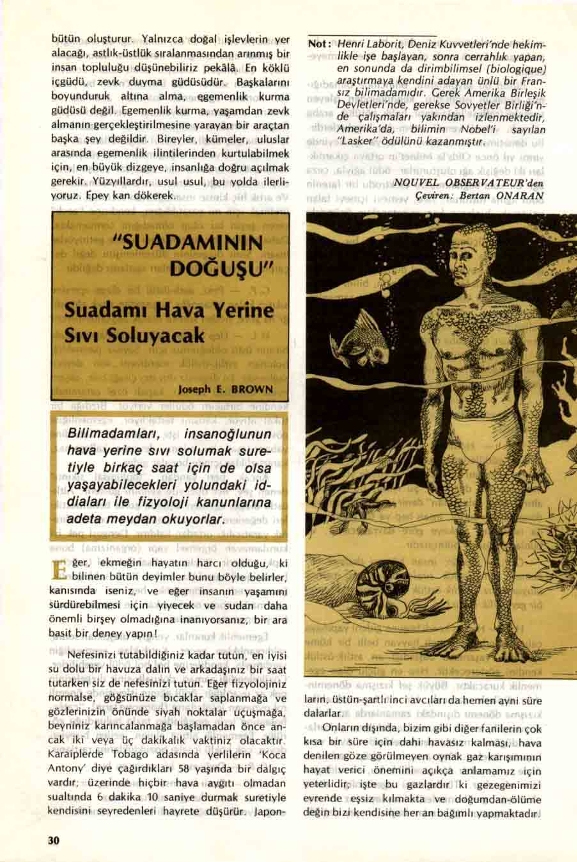 bütün oluşturur. Yalnızca doğal işlevlerin yer
alacağı, astlık-üstlük sıralanmasından arınmış bir
insan topluluğu düşünebiliriz pekâlâ. En köklü
içgüdü, zevk duyma güdüsüdür. Başkalarını
boyunduruk altına alma, egemenlik kurma
güdüsü değil. Egemenlik kurma, yaşamdan zevk
almanın gerçekleştirilmesine yarayan bir araçtan
başka şey değildir. Bireyler, kümeler, uluslar
arasında egemenlik ilintilerinden kurtulabilmek
için, en büyük dizgeye, insanlığa doğru açılmak
gerekir. Yüzyıllardır, usul usul, bu yolda ilerli-
yoruz. Epey kan dökerek.
Not: Henri Laborit, Deniz Kuvvetleri'nde hekim-
likle işe başlayan, sonra cerrahlık yapan,
en sonunda da dirimbilimsel (biologique)
araştırmaya kendini adayan ünlü bir Fran-
sız bilimadamıdır. Gerek Amerika Birleşik
Devletleri'nde, gerekse Sovyetler Birliği'n-
de çalışmaları yakından izlenmektedir,
Amerika'da, bilimin Nobel'i sayılan
"Lasker" ödülünü kazanmıştır.
NOUVEL OBSERVATEUR'den
Çeviren: Bertan ONARAN
"SUADAMININ
DOĞUŞU"
Suadamı Hava Yerine
Sıvı Soluyacak
Joseph E. BROWN
Bilimadamları, insanoğlunun
hava yerine sıvı solumak sure-
tiyle birkaç saat için de olsa
yaşayabilecekleri yolundaki id-
diaları ile fizyoloji kanunlarına
adeta meydan okuyorlar.
Eğer, ekmeğin hayatın harcı olduğu, ki
bilinen bütün deyimler bunu böyle belirler,
kanısında iseniz, ve eğer insanın yaşamını
sürdürebilmesi için yiyecek ve sudan daha
önemli birşey olmadığına inanıyorsanız, bir ara
basit bir deney yapın!
Nefesinizi tutabildiğiniz kadar tutun, en iyisi
su dolu bir havuza dalın ve arkadaşınız bir saat
tutarken siz de nefesinizi tutun. Eğer fizyolojiniz
normalse, göğsünüze bıçaklar saplanmağa ve
gözlerinizin önünde siyah noktalar uçuşmağa,
beyniniz karıncalanmağa başlamadan önce an-
cak iki veya üç dakikalık vaktiniz olacaktır.
Karaiplerde Tobago adasında yerlilerin 'Koca
Antony' diye çağırdıkları 58 yaşında bir dalgıç
vardır; üzerinde hiçbir hava aygıtı olmadan
sualtında 6 dakika 10 saniye durmak suretiyle
kendisini seyredenleri hayrete düşürür. Japon-
ların, üstün-şartlı inci avcıları da hemen aynı süre
dalarlar.
Onların dışında, bizim gibi diğer fanilerin çok
kısa bir süre için dahi havasız kalması, hava
denilen göze görülmeyen oynak gaz karışımının
hayat verici önemini açıkça anlamamız için
yeterlidir; işte bu gazlardır ki gezegenimizi
evrende eşsiz kılmakta ve doğumdan-ölüme
değin bizi kendisine her an bağımlı yapmaktadır.
30